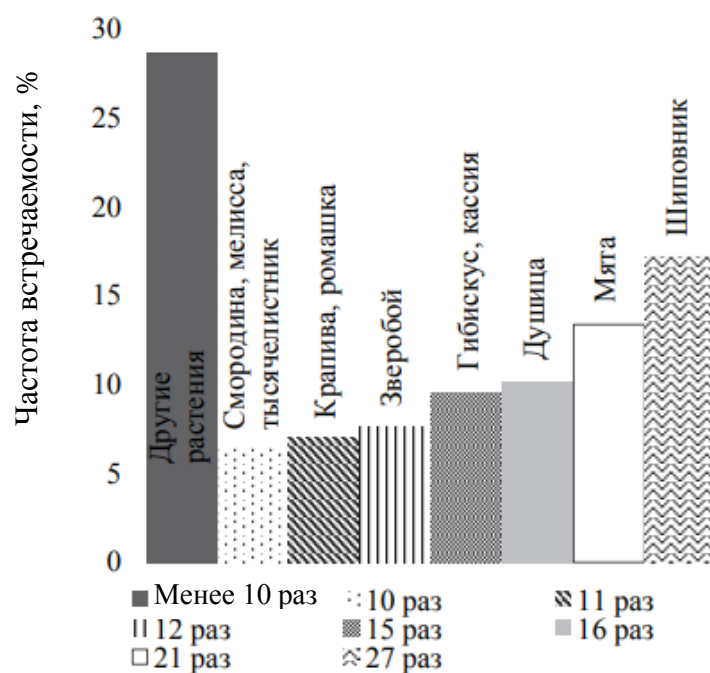 Частота встречаемости, %
30
25
20
15
10
5
0
Другие
растения
Смородина, мелисса,
тысячелистник
Крапива, ромашка
Зверобой
Гибискус, кассия
Душица
Мята
Шиповник
Менее 10 раз
10 раз
11 раз
12 раз
15 раз
16 раз
21 раз
27 раз